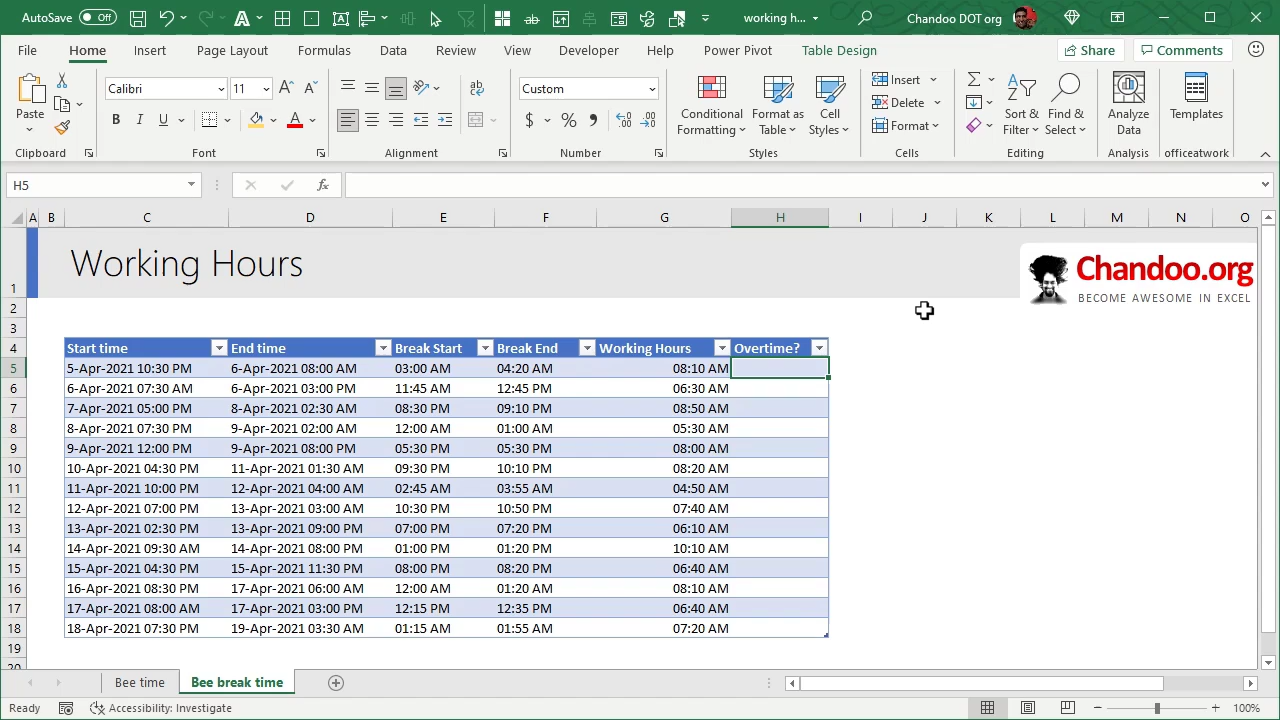 AutoSave Off working h... Chandoo DOT org
File Home Insert Page Layout Formulas Data Review View Developer Help Power Pivot Table Design Share Comments
Paste
Calibri 11
B I U
ab
Custom
$ % 9
Conditional Formatting
Format as Table
Cell Styles
Insert
Delete
Format
Sort & Filter
Find & Select
Analyze Data
Templates
Clipboard Font Alignment Number Styles Cells Editing Analysis officeatwork
H5 fx
A B C D E F G H I J K L M N O
1 Working Hours
Chandoo.org
BECOME AWESOME IN EXCEL
2
3
4 Start time End time Break Start Break End Working Hours Overtime?
5 5-Apr-2021 10:30 PM 6-Apr-2021 08:00 AM 03:00 AM 04:20 AM 08:10 AM
6 6-Apr-2021 07:30 AM 6-Apr-2021 03:00 PM 11:45 AM 12:45 PM 06:30 AM
7 7-Apr-2021 05:00 PM 8-Apr-2021 02:30 AM 08:30 PM 09:10 PM 08:50 AM
8 8-Apr-2021 07:30 PM 9-Apr-2021 02:00 AM 12:00 AM 01:00 AM 05:30 AM
9 9-Apr-2021 12:00 PM 9-Apr-2021 08:00 PM 05:30 PM 05:30 PM 08:00 AM
10 10-Apr-2021 04:30 PM 11-Apr-2021 01:30 AM 09:30 PM 10:10 PM 08:20 AM
11 11-Apr-2021 10:00 PM 12-Apr-2021 04:00 AM 02:45 AM 03:55 AM 04:50 AM
12 12-Apr-2021 07:00 PM 13-Apr-2021 03:00 AM 10:30 PM 10:50 PM 07:40 AM
13 13-Apr-2021 02:30 PM 13-Apr-2021 09:00 PM 07:00 PM 07:20 PM 06:10 AM
14 14-Apr-2021 09:30 AM 14-Apr-2021 08:00 PM 01:00 PM 01:20 PM 10:10 AM
15 15-Apr-2021 04:30 PM 15-Apr-2021 11:30 PM 08:00 PM 08:20 PM 06:40 AM
16 16-Apr-2021 08:30 PM 17-Apr-2021 06:00 AM 12:00 AM 01:20 AM 08:10 AM
17 17-Apr-2021 08:00 AM 17-Apr-2021 03:00 PM 12:15 PM 12:35 PM 06:40 AM
18 18-Apr-2021 07:30 PM 19-Apr-2021 03:30 AM 01:15 AM 01:55 AM 07:20 AM
19
20
Bee time Bee break time
Ready Accessibility: Investigate 100%